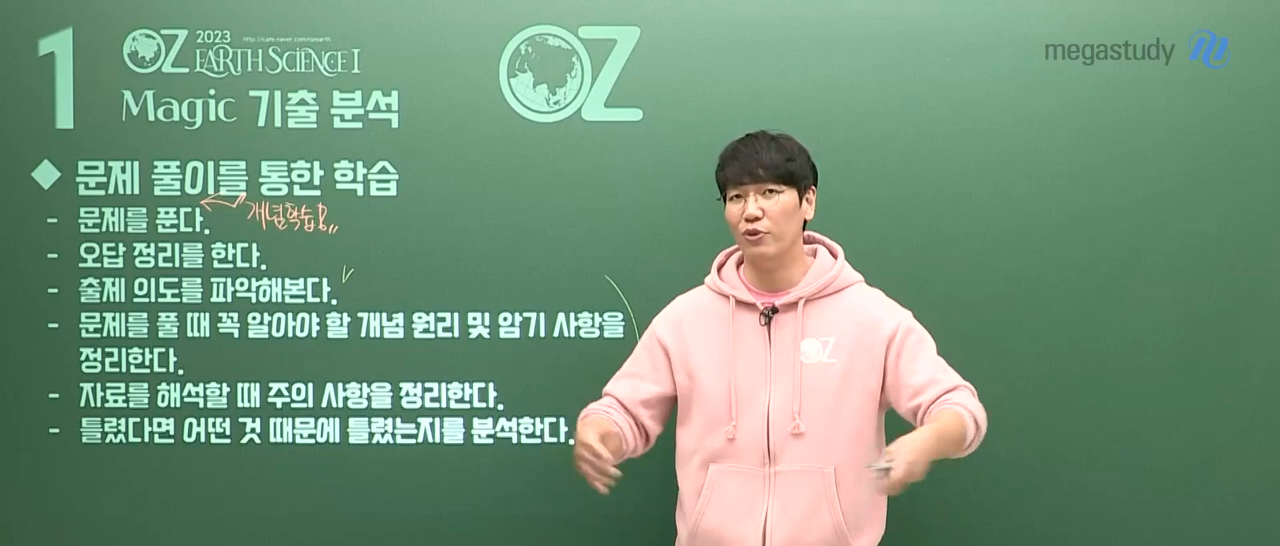 1
OZ 2023 EARTH SCIENCE I
Magic 기출 분석
OZ
megastudy
◆ 문제 풀이를 통한 학습
- 문제를 푼다.
개념학습용
- 오답 정리를 한다.
- 출제 의도를 파악해본다.
- 문제를 풀 때 꼭 알아야 할 개념 원리 및 암기 사항을
정리한다.
- 자료를 해석할 때 주의 사항을 정리한다.
- 틀렸다면 어떤 것 때문에 틀렸는지를 분석한다.
OZ